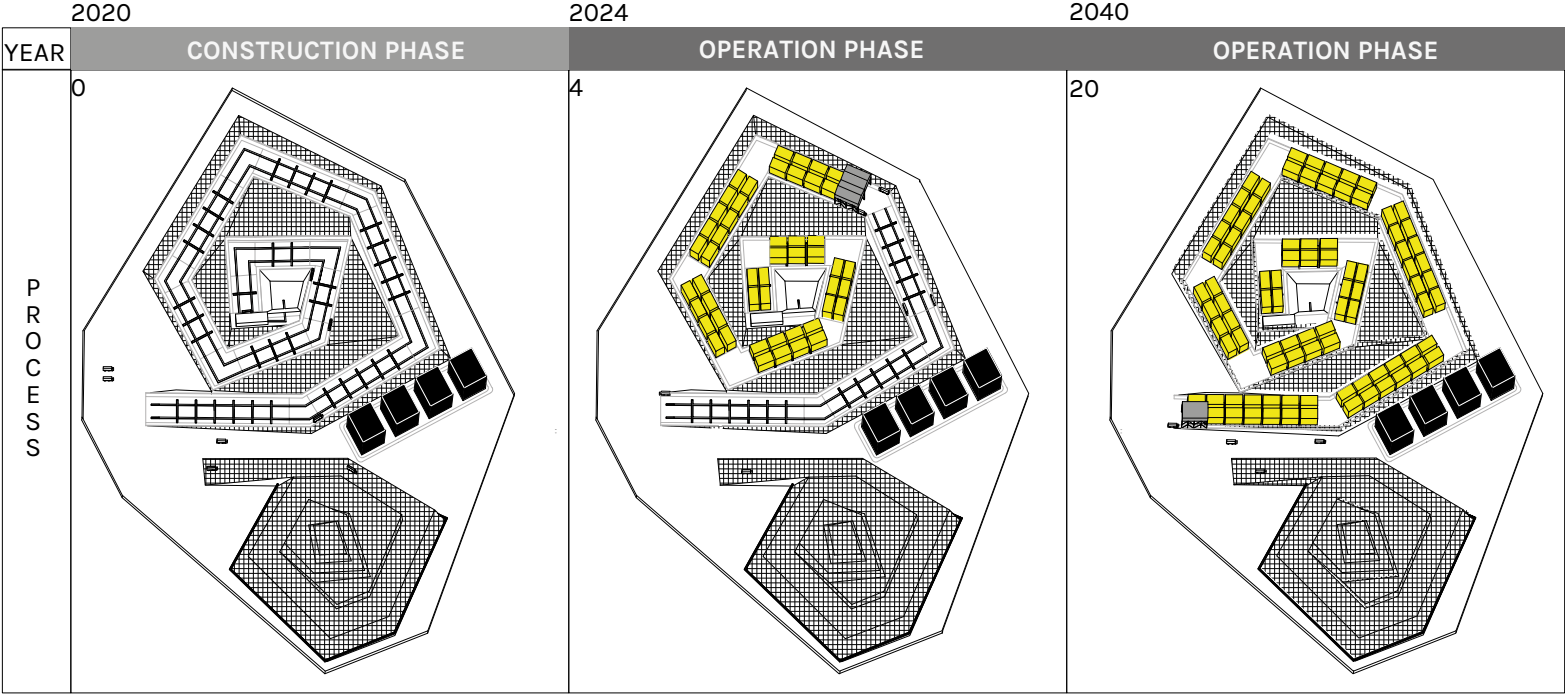 2020 2024 2040
YEAR CONSTRUCTION PHASE OPERATION PHASE OPERATION PHASE
0 4 20
P
R
O
C
E
S
S